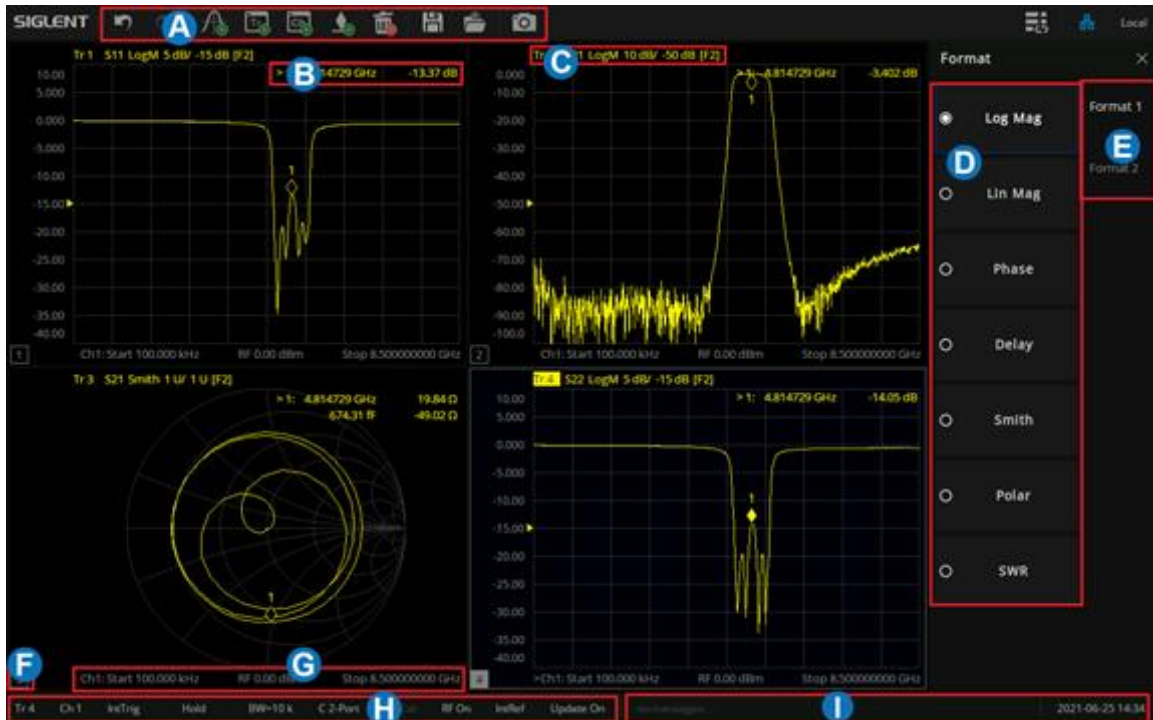 SIGLENT A Local
Tr 1 S11 LogM 5 dB/ -15 dB [F2]
B 4729 GHz -13.37 dB
10.00
5.000
0.000
-5.000
-10.00
-15.00
-20.00
-25.00
-30.00
-35.00
-40.00
1
1 Ch1: Start 100.000 kHz RF 0.00 dBm Stop 8.500000000 GHz
C 1 LogM 10 dB/ -50 dB [F2]
> 1: 4.814729 GHz -3.402 dB
0.000
-10.00
-20.00
-30.00
-40.00
-50.00
-60.00
-70.00
-80.00
-90.00
-100.0
1
2 Ch1: Start 100.000 kHz RF 0.00 dBm Stop 8.500000000 GHz
Tr 3 S21 Smith 1 U/ 1 U [F2]
> 1: 4.814729 GHz 19.84 Ω
674.31 fF -49.02 Ω
1
F
G
Ch1: Start 100.000 kHz RF 0.00 Stop 8.500000000 GHz
Tr 4 S22 LogM 5 dB/ -15 dB [F2]
> 1: 4.814729 GHz -14.05 dB
10.00
5.000
0.000
-5.000
-10.00
-15.00
-20.00
-25.00
-30.00
-35.00
-40.00
1
4 >Ch1: Start 100.000 kHz RF 0.00 dBm Stop 8.500000000 GHz
Format ×
Log Mag
D
Lin Mag
Phase
Delay
Smith
Polar
SWR
Format 1
E
Format 2
Tr 4 Ch 1 IntTrig Hold BW=10 k C 2-Port H RF On IntRef Update On
I 2021-06-25 14:34